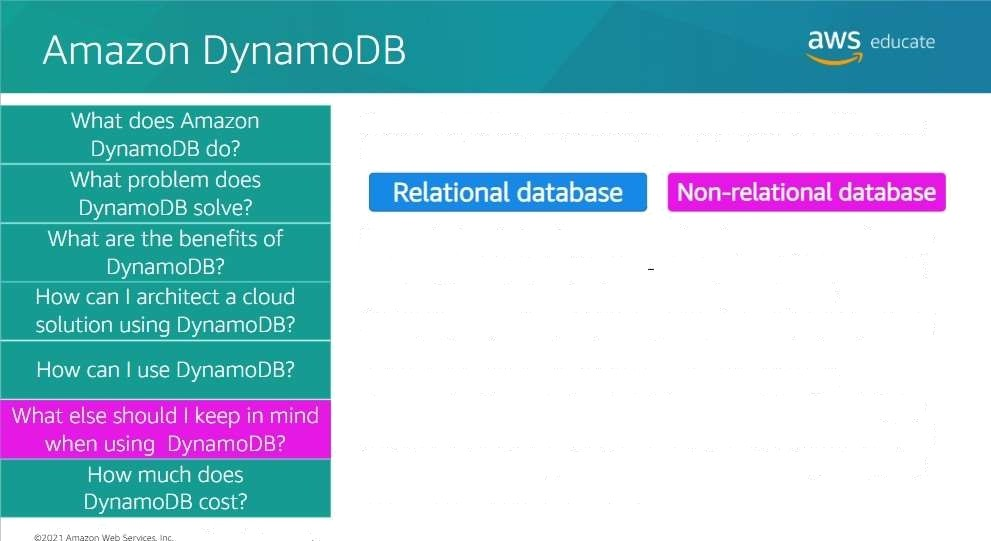 Amazon DynamoDB
aws educate
What does Amazon
DynamoDB do?
What problem does
DynamoDB solve?
What are the benefits of
DynamoDB?
How can I architect a cloud
solution using DynamoDB?
How can I use DynamoDB?
What else should I keep in mind
when using  DynamoDB?
How much does
DynamoDB cost?
Relational database
Non-relational database
©2021 Amazon Web Services, Inc.